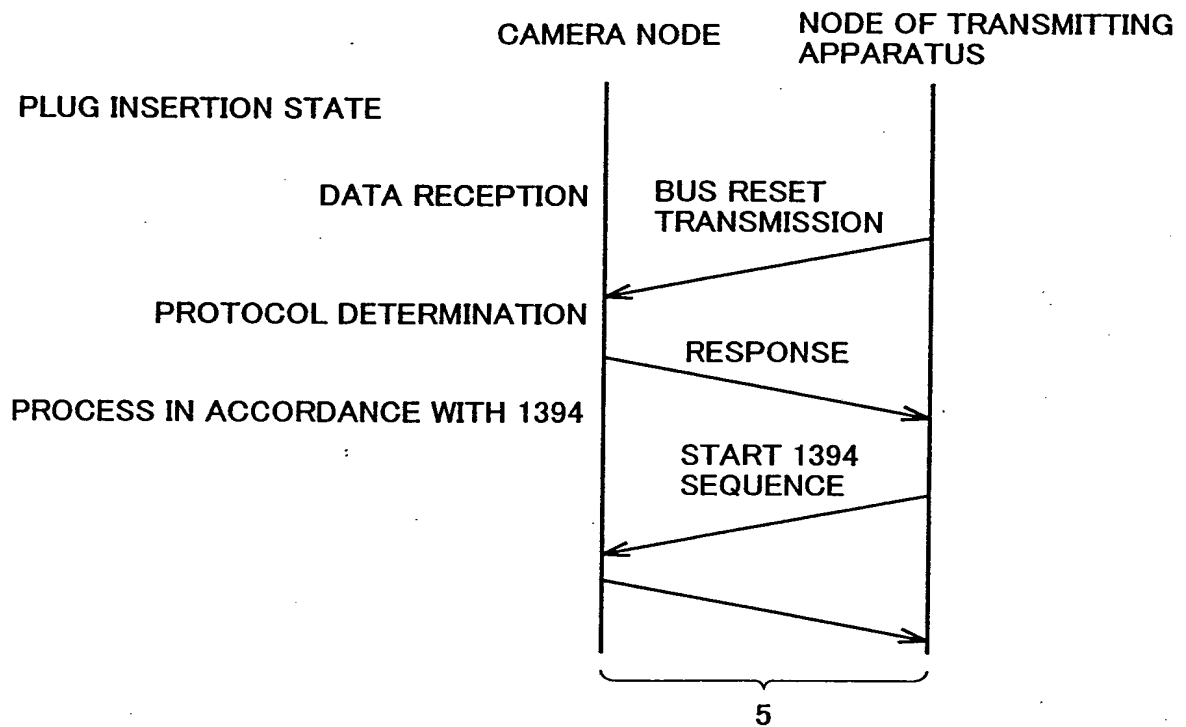 CAMERA NODE
NODE OF TRANSMITTING
APPARATUS
PLUG INSERTION STATE
DATA RECEPTION
BUS RESET
TRANSMISSION
PROTOCOL DETERMINATION
RESPONSE
PROCESS IN ACCORDANCE WITH 1394
START 1394
SEQUENCE
5